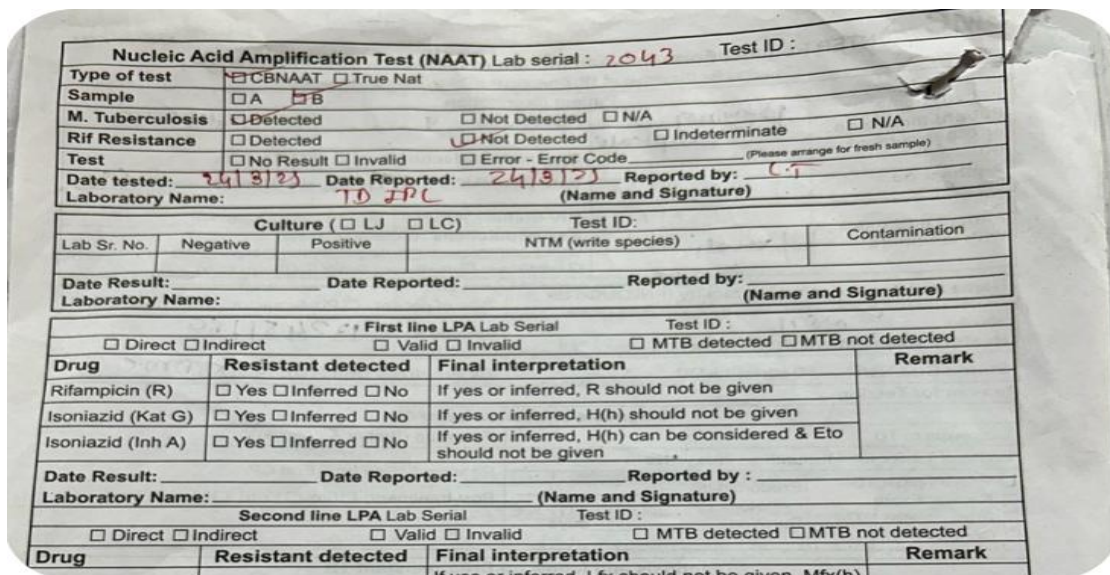 Nucleic Acid Amplification Test (NAAT) Lab serial : 2043 Test ID :
Type of test ☑ CBNAAT ☐ True Nat
Sample ☐ A ☑ B
M. Tuberculosis ☑ Detected ☐ Not Detected ☐ N/A
Rif Resistance ☐ Detected ☑ Not Detected ☐ Indeterminate ☐ N/A
Test ☐ No Result ☐ Invalid ☐ Error - Error Code (Please arrange for fresh sample)
Date tested: 24/3/25 Date Reported: 24/3/25 Reported by:
Laboratory Name: (Name and Signature)
Culture ( ☐ LJ ☐ LC) Test ID:
Lab Sr. No. Negative Positive NTM (write species) Contamination
Date Result: Date Reported: Reported by:
Laboratory Name: (Name and Signature)
First line LPA Lab Serial Test ID :
☐ Direct ☐ Indirect ☐ Valid ☐ Invalid ☐ MTB detected ☐ MTB not detected
Drug Resistant detected Final interpretation Remark
Rifampicin (R) ☐ Yes ☐ Inferred ☐ No If yes or inferred, R should not be given
Isoniazid (Kat G) ☐ Yes ☐ Inferred ☐ No If yes or inferred, H(h) should not be given
Isoniazid (Inh A) ☐ Yes ☐ Inferred ☐ No If yes or inferred, H(h) can be considered & Eto
should not be given
Date Result: Date Reported: Reported by :
Laboratory Name: (Name and Signature)
Second line LPA Lab Serial Test ID :
☐ Direct ☐ Indirect ☐ Valid ☐ Invalid ☐ MTB detected ☐ MTB not detected
Drug Resistant detected Final interpretation Remark